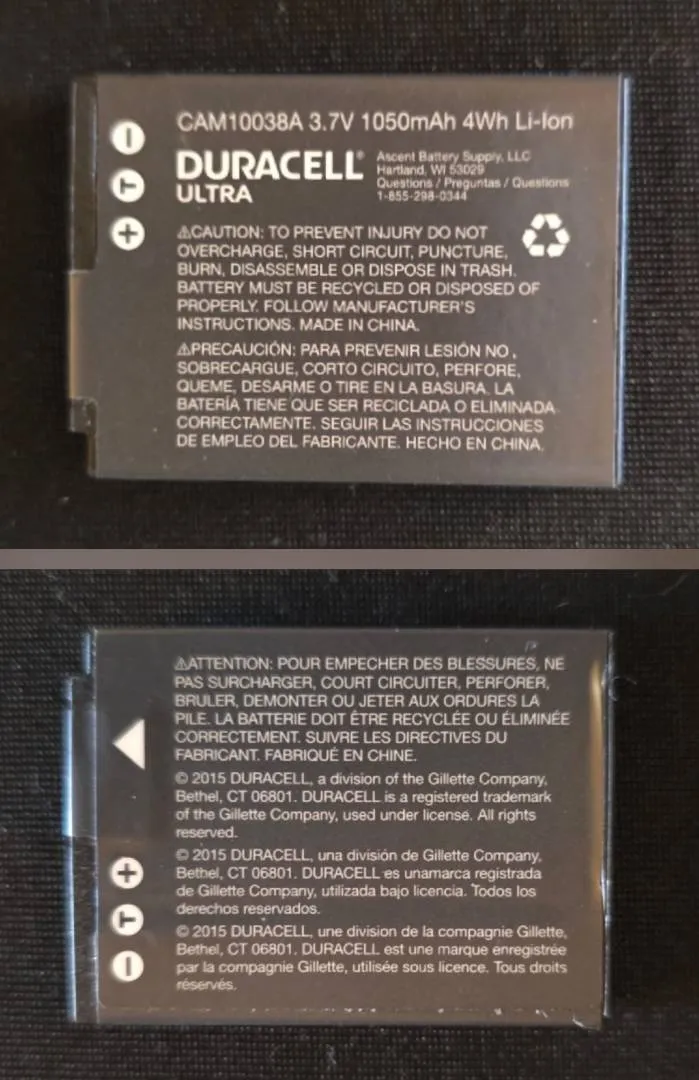 CAM10038A 3.7V 1050mAh 4Wh Li-Ion
DURACELL®
ULTRA
Ascent Battery Supply, LLC
Hartland, WI 53029
Questions / Preguntas / Questions
1-855-298-0344
⚠CAUTION: TO PREVENT INJURY DO NOT
OVERCHARGE, SHORT CIRCUIT, PUNCTURE,
BURN, DISASSEMBLE OR DISPOSE IN TRASH.
BATTERY MUST BE RECYCLED OR DISPOSED OF
PROPERLY. FOLLOW MANUFACTURER'S
INSTRUCTIONS. MADE IN CHINA.
⚠PRECAUCIÓN: PARA PREVENIR LESIÓN NO,
SOBRECARGUE, CORTO CIRCUITO, PERFORE,
QUEME, DESARME O TIRE EN LA BASURA. LA
BATERÍA TIENE QUE SER RECICLADA O ELIMINADA
CORRECTAMENTE. SEGUIR LAS INSTRUCCIONES
DE EMPLEO DEL FABRICANTE. HECHO EN CHINA.
−
T
+
⚠ATTENTION: POUR EMPECHER DES BLESSURES, NE
PAS SURCHARGER, COURT CIRCUITER, PERFORER,
BRULER, DEMONTER OU JETER AUX ORDURES LA
PILE. LA BATTERIE DOIT ÊTRE RECYCLÉE OU ÉLIMINÉE
CORRECTEMENT. SUIVRE LES DIRECTIVES DU
FABRICANT. FABRIQUÉ EN CHINE.
© 2015 DURACELL, a division of the Gillette Company,
Bethel, CT 06801. DURACELL is a registered trademark
of the Gillette Company, used under license. All rights
reserved.
© 2015 DURACELL, una división de Gillette Company,
Bethel, CT 06801. DURACELL es unamarca registrada
de Gillette Company, utilizada bajo licencia. Todos los
derechos reservados.
© 2015 DURACELL, une division de la compagnie Gillette,
Bethel, CT 06801. DURACELL est une marque enregistrée
par la compagnie Gillette, utilisée sous licence. Tous droits
réservés.
+
T
−